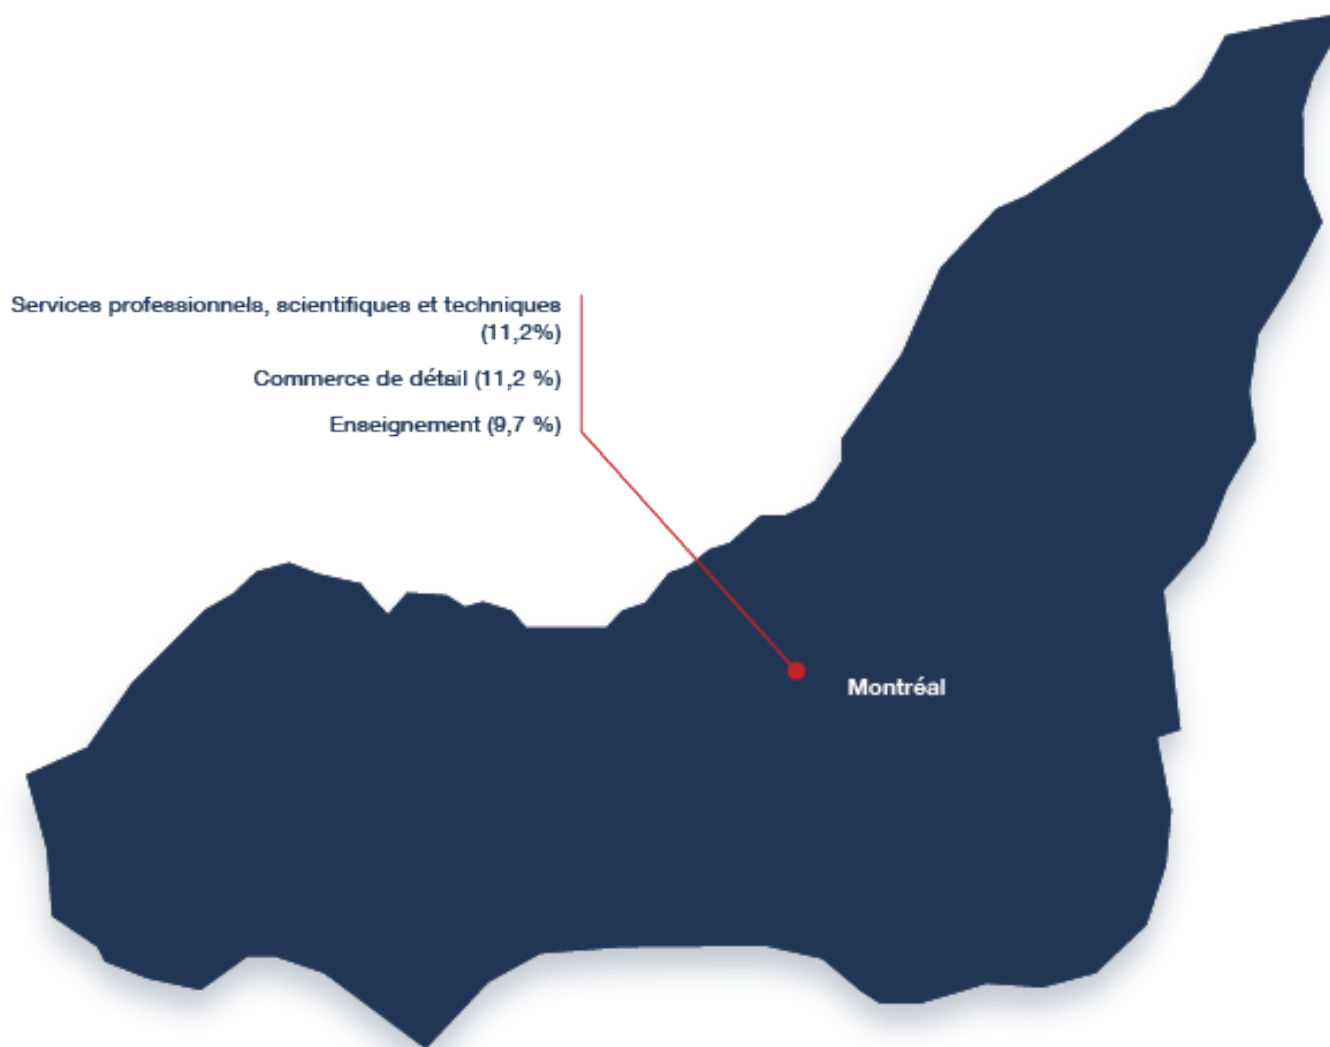 Services professionnels, scientifiques et techniques
(11,2%)
Commerce de détail (11,2 %)
Enseignement (9,7 %)
Montréal